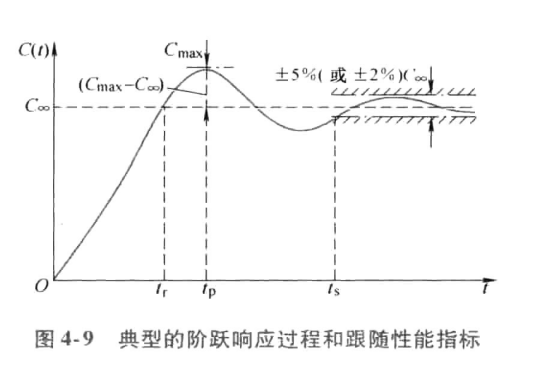 C(t)
Cmax
±5%(或 ±2%)C∞
(Cmax−C∞)
C∞
O
tr
tp
ts
t
图 4-9 典型的阶跃响应过程和跟随性能指标